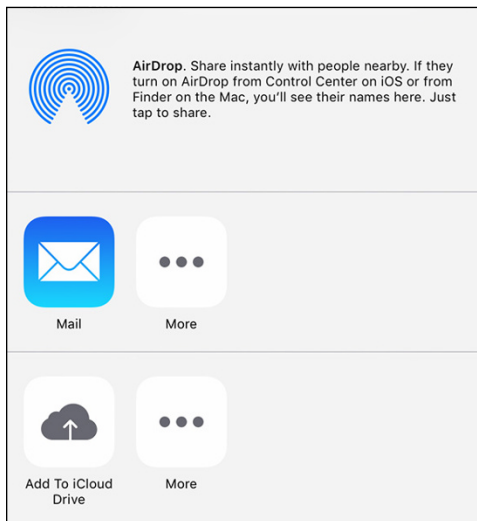 AirDrop. Share instantly with people nearby. If they
turn on AirDrop from Control Center on iOS or from
Finder on the Mac, you’ll see their names here. Just
tap to share.
Mail
More
Add To iCloud
Drive
More